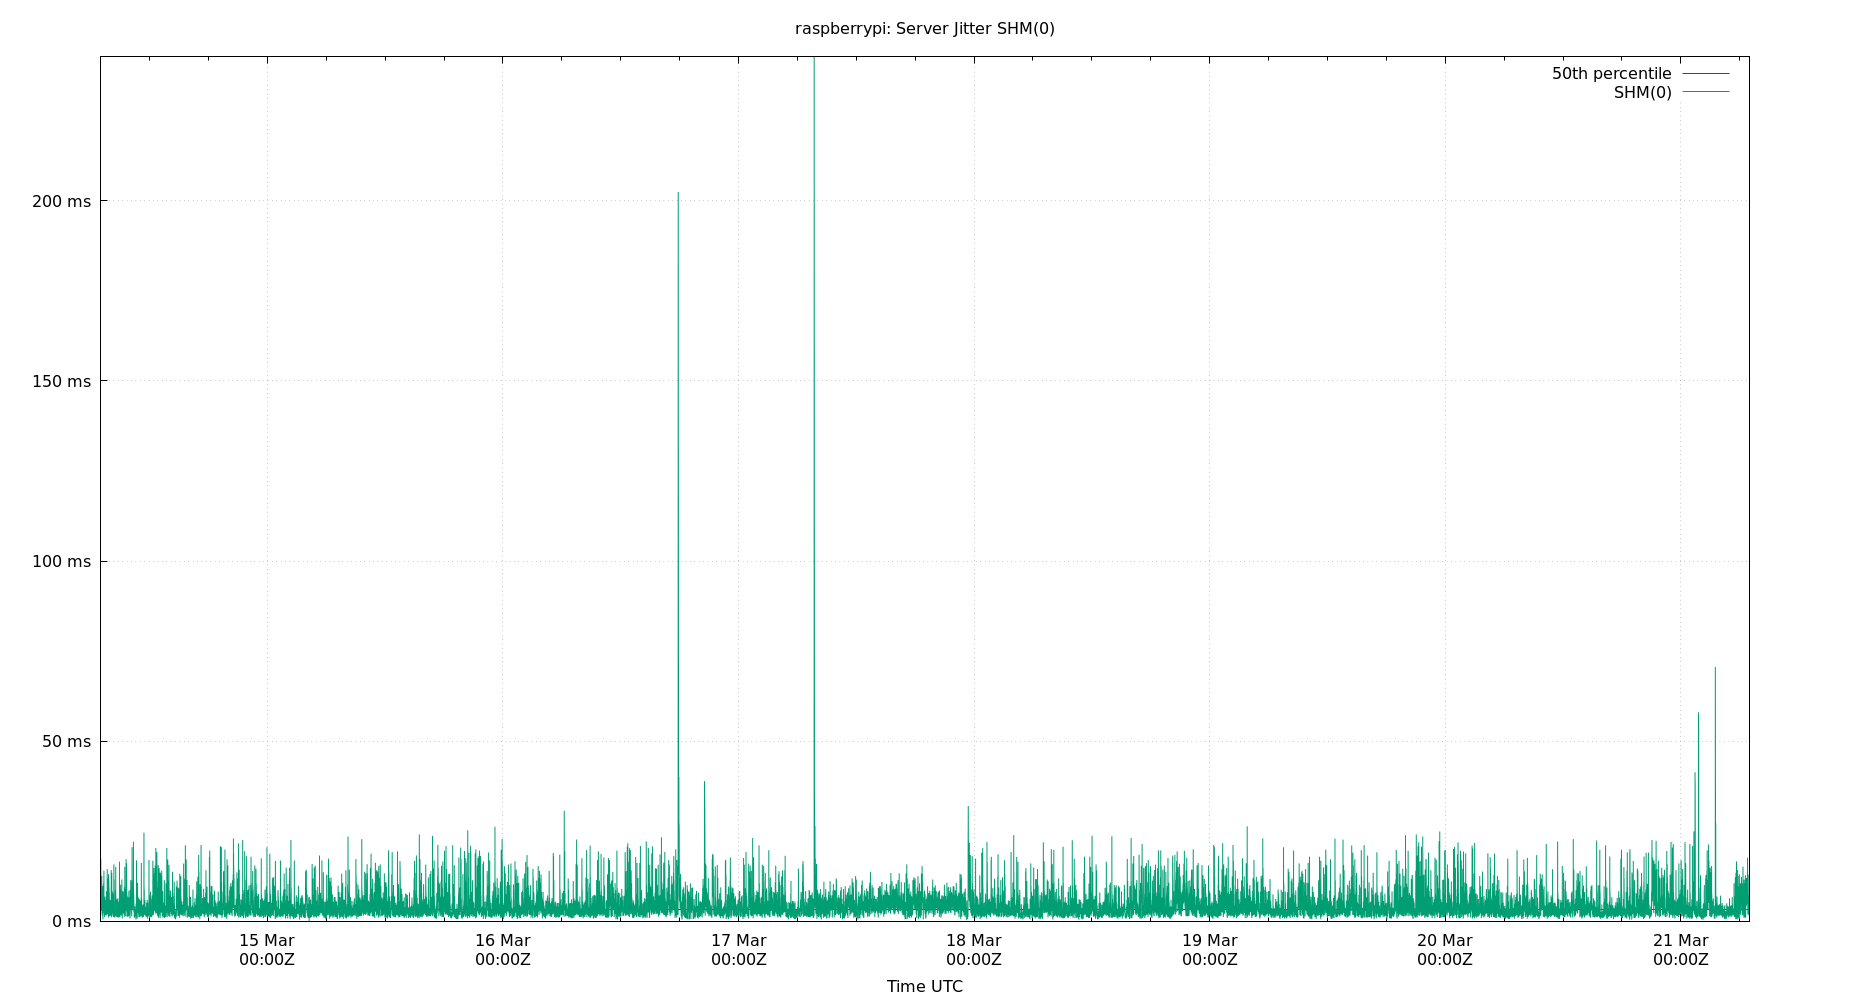 raspberrypi: Server Jitter SHM(0)
50th percentile
SHM(0)
200 ms
150 ms
100 ms
50 ms
0 ms
15 Mar 16 Mar 17 Mar 18 Mar 19 Mar 20 Mar 21 Mar
00:00Z 00:00Z 00:00Z 00:00Z 00:00Z 00:00Z 00:00Z
Time UTC